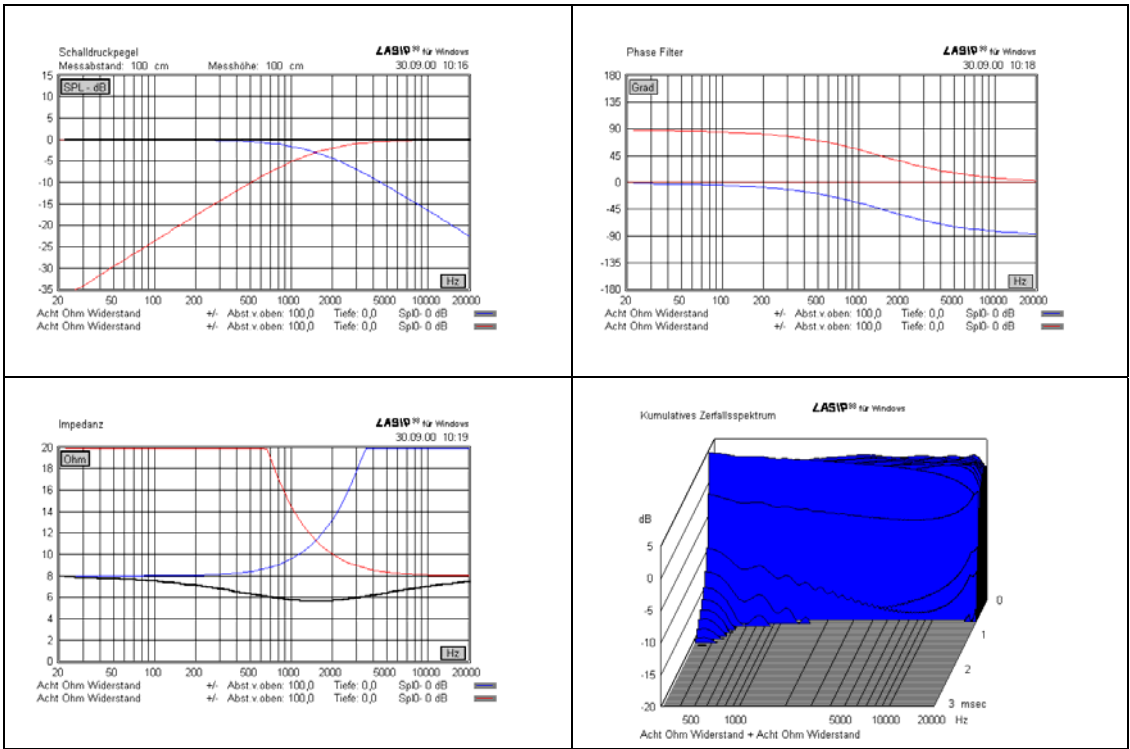 Schalldruckpegel LASIP 98 für Windows
Messabstand: 100 cm Messhöhe: 100 cm 30.09.00 10:16
SPL - dB
15
10
5
0
-5
-10
-15
-20
-25
-30
-35
Hz
20 50 100 200 500 1000 2000 5000 10000 20000
Acht Ohm Widerstand +/- Abst.v.oben: 100,0 Tiefe: 0,0 Spl0- 0 dB
Acht Ohm Widerstand +/- Abst.v.oben: 100,0 Tiefe: 0,0 Spl0- 0 dB
Phase Filter LASIP 98 für Windows
30.09.00 10:18
Grad
180
135
90
45
0
-45
-90
-135
-180
Hz
20 50 100 200 500 1000 2000 5000 10000 20000
Acht Ohm Widerstand +/- Abst.v.oben: 100,0 Tiefe: 0,0 Spl0- 0 dB
Acht Ohm Widerstand +/- Abst.v.oben: 100,0 Tiefe: 0,0 Spl0- 0 dB
Impedanz LASIP 98 für Windows
30.09.00 10:19
Ohm
20
18
16
14
12
10
8
6
4
2
0
Hz
20 50 100 200 500 1000 2000 5000 10000 20000
Acht Ohm Widerstand +/- Abst.v.oben: 100,0 Tiefe: 0,0 Spl0- 0 dB
Acht Ohm Widerstand +/- Abst.v.oben: 100,0 Tiefe: 0,0 Spl0- 0 dB
Kumulatives Zerfallsspektrum LASIP 98 für Windows
dB
5
0
-5
-10
-15
-20
0
1
2
3 msec
500 1000 5000 10000 20000 Hz
Acht Ohm Widerstand + Acht Ohm Widerstand